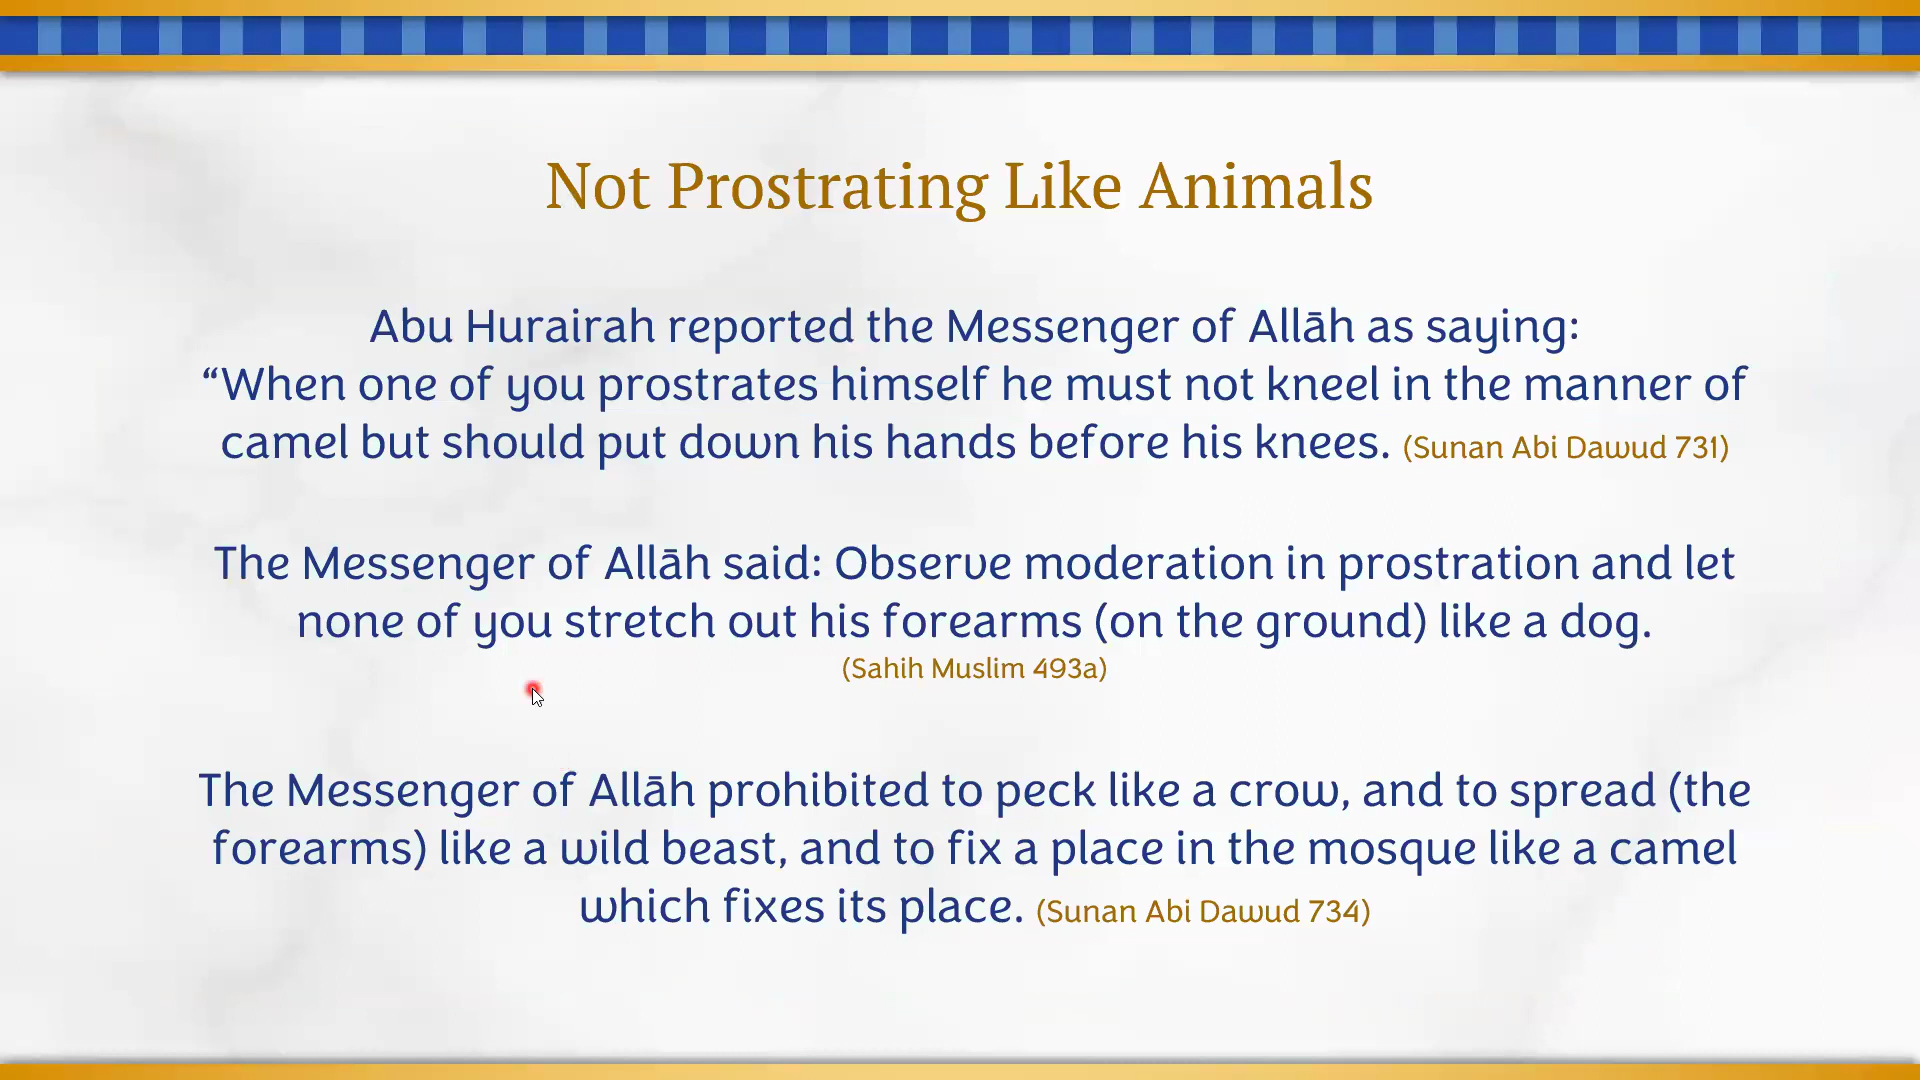 Not Prostrating Like Animals
Abu Hurairah reported the Messenger of Allāh as saying:
“When one of you prostrates himself he must not kneel in the manner of
camel but should put down his hands before his knees. (Sunan Abi Dawud 731)
The Messenger of Allāh said: Observe moderation in prostration and let
none of you stretch out his forearms (on the ground) like a dog.
(Sahih Muslim 493a)
The Messenger of Allāh prohibited to peck like a crow, and to spread (the
forearms) like a wild beast, and to fix a place in the mosque like a camel
which fixes its place. (Sunan Abi Dawud 734)